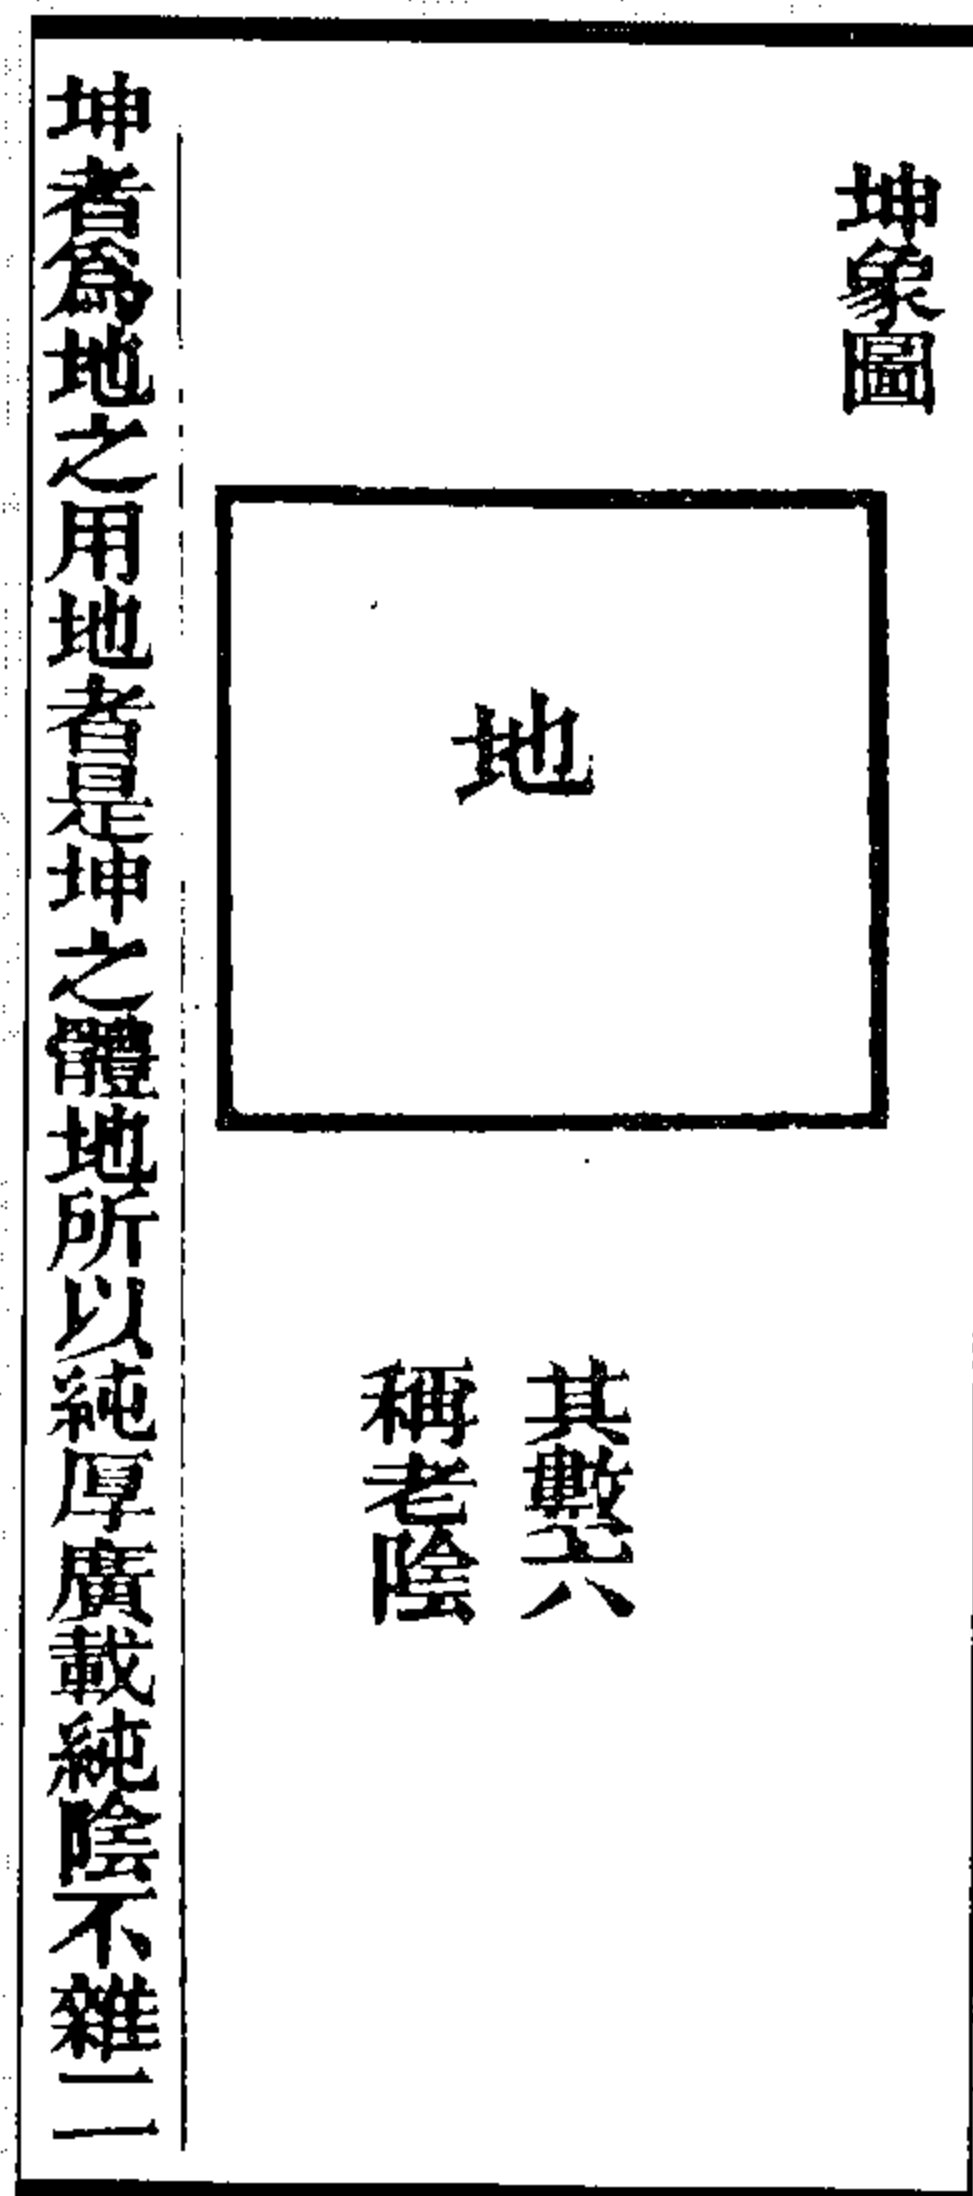 坤象圖
地
其數六
稱老陰
坤者爲地之用地者是坤之體地所以純厚廣載純陰不雜二